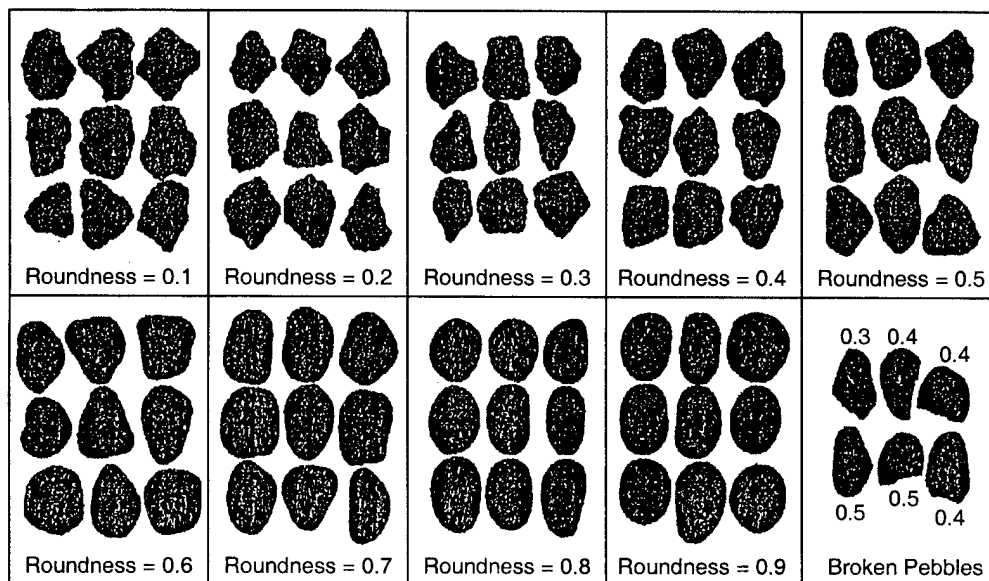 Roundness = 0.1
Roundness = 0.2
Roundness = 0.3
Roundness = 0.4
Roundness = 0.5
0.3 0.4
0.4
0.5
0.5
0.4
Roundness = 0.6
Roundness = 0.7
Roundness = 0.8
Roundness = 0.9
Broken Pebbles